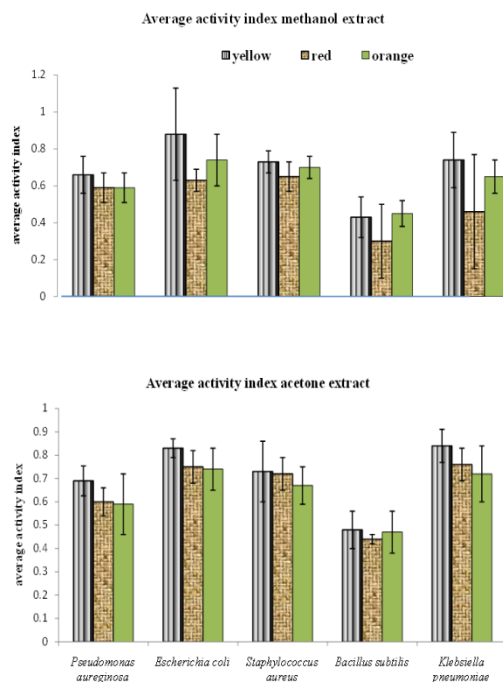 Average activity index methanol extract
yellow red orange
average activity index
1.2
1
0.8
0.6
0.4
0.2
0
Average activity index acetone extract
average activity index
1
0.9
0.8
0.7
0.6
0.5
0.4
0.3
0.2
0.1
0
Pseudomonas Escherichia coli Staphylococcus Bacillus subtilis Klebsiella
aureginosa aureus pneumoniae